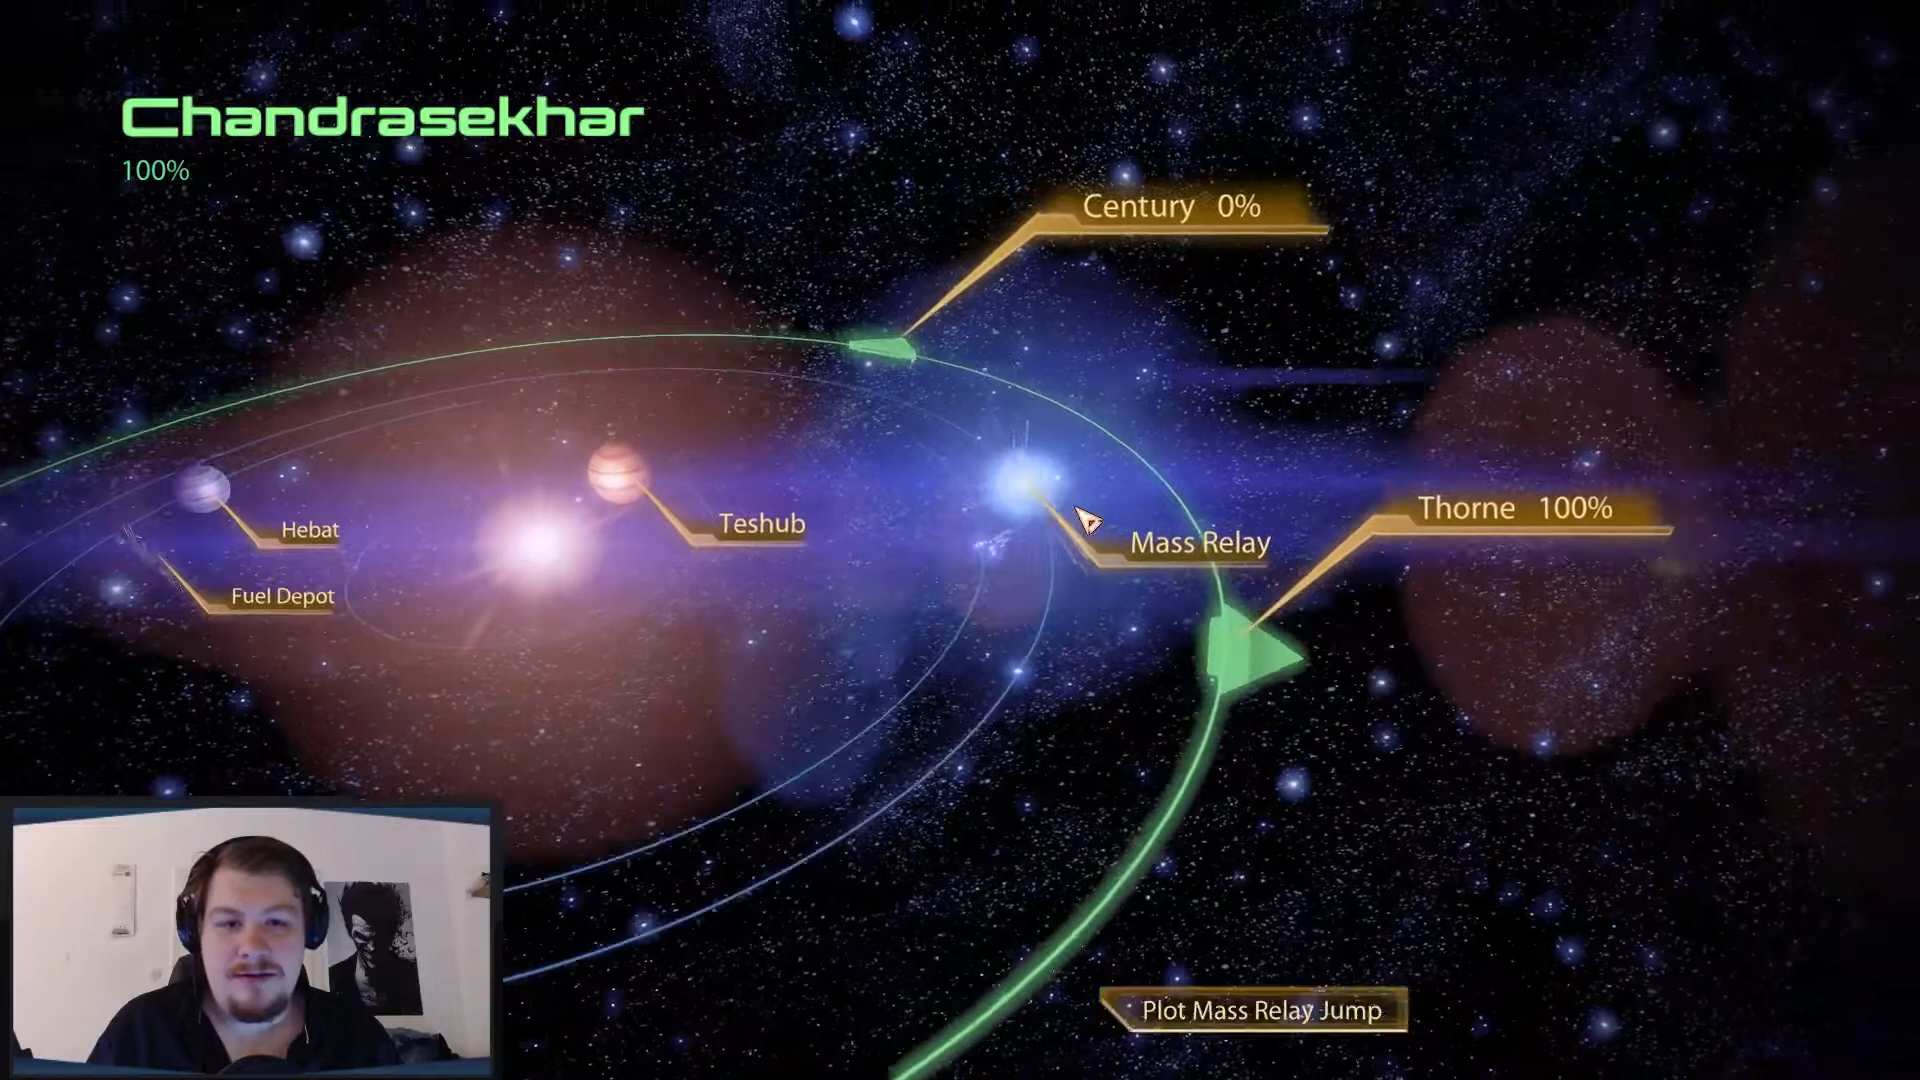 Chandrasekhar
100%
Century 0%
Thorne 100%
Teshub
Hebat
Mass Relay
Fuel Depot
Plot Mass Relay Jump